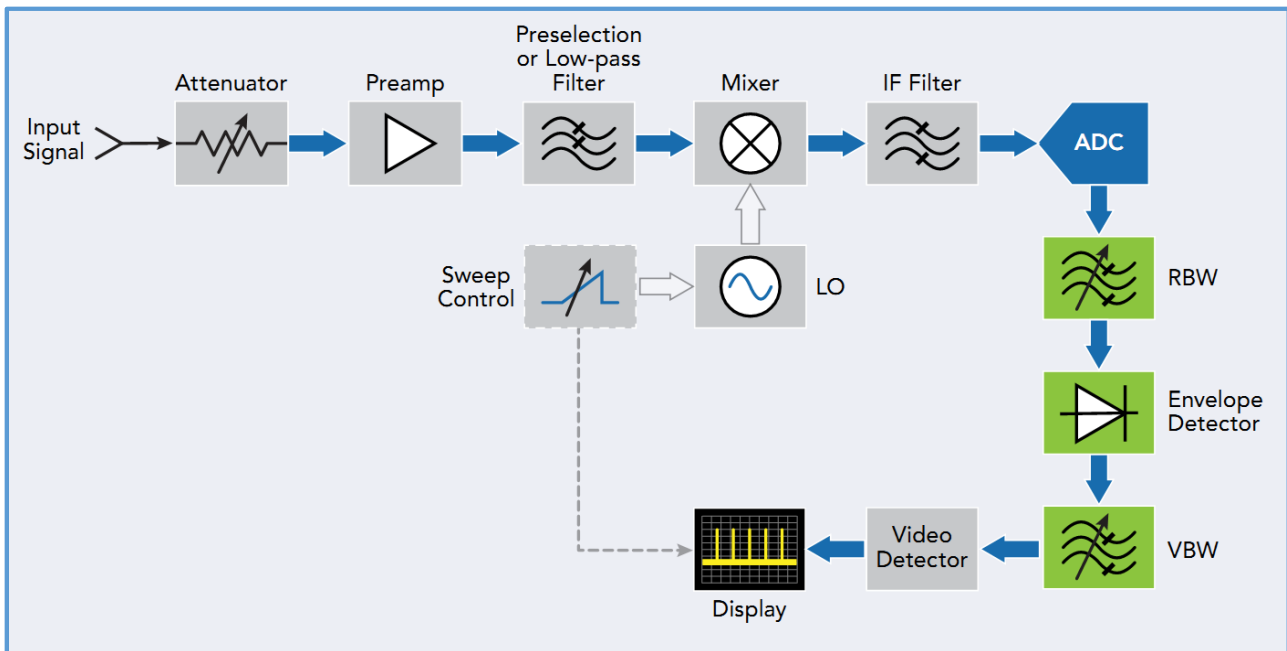 Preselection
or Low-pass
Filter
Attenuator
Preamp
Mixer
IF Filter
Input
Signal
ADC
Sweep
Control
LO
RBW
Envelope
Detector
Video
Detector
VBW
Display